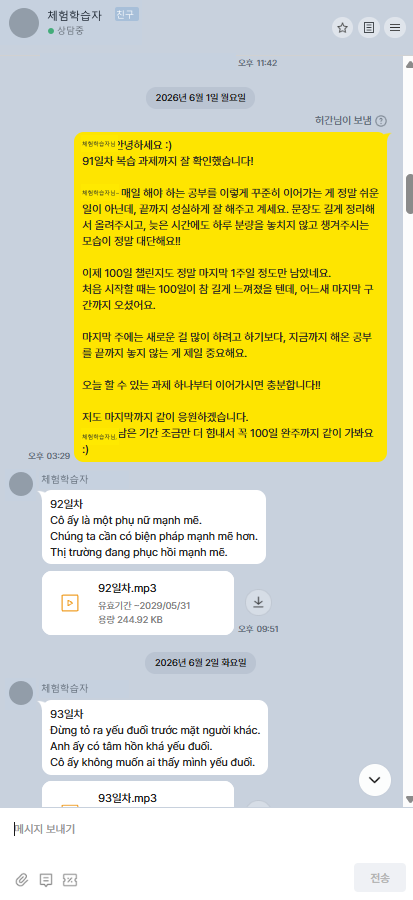 체험학습자 친구
상담중
오후 11:42
2026년 6월 1일 월요일
허간님이 보냄 ?
체험학습자님 안녕하세요 :)
91일차 복습 과제까지 잘 확인했습니다!
체험학습자님~ 매일 해야 하는 공부를 이렇게 꾸준히 이어가는 게 정말 쉬운
일이 아닌데, 끝까지 성실하게 잘 해주고 계세요. 문장도 길게 정리해
서 올려주시고, 늦은 시간에도 하루 분량을 놓치지 않고 챙겨주시는
모습이 정말 대단해요!!
이제 100일 챌린지도 정말 마지막 1주일 정도만 남았네요.
처음 시작할 때는 100일이 참 길게 느껴졌을 텐데, 어느새 마지막 구
간까지 오셨어요.
마지막 주에는 새로운 걸 많이 하려고 하기보다, 지금까지 해온 공부
를 끝까지 놓지 않는 게 제일 중요해요.
오늘 할 수 있는 과제 하나부터 이어가시면 충분합니다!!
저도 마지막까지 같이 응원하겠습니다.
체험학습자님, 남은 기간 조금만 더 힘내서 꼭 100일 완주까지 같이 가봐요
:)
오후 03:29
체험학습자
92일차
Cô ấy là một phụ nữ mạnh mẽ.
Chúng ta cần có biện pháp mạnh mẽ hơn.
Thị trường đang phục hồi mạnh mẽ.
92일차.mp3
유효기간 ~2029/05/31
용량 244.92 KB
오후 09:51
2026년 6월 2일 화요일
체험학습자
93일차
Đừng tỏ ra yếu đuối trước mặt người khác.
Anh ấy có tâm hồn khá yếu đuối.
Cô ấy không muốn ai thấy mình yếu đuối.
93일차.mp3
메시지 보내기
전송